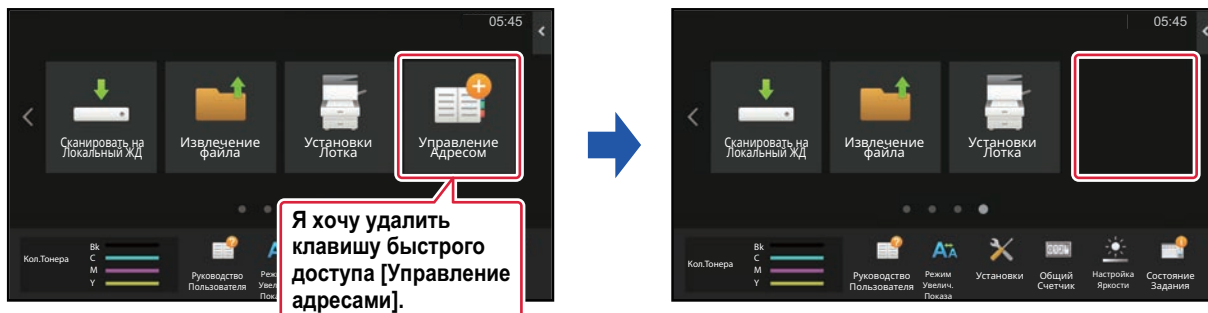 05:45
Сканировать на
Локальный ЖД
Извлечение
файла
Установки
Лотка
Управление
Адресом
Я хочу удалить
клавишу быстрого
доступа [Управление
адресами].
Кол.Тонера
Bk
C
M
Y
Руководство
Пользователя
05:45
Сканировать на
Локальный ЖД
Извлечение
файла
Установки
Лотка
Кол.Тонера
Bk
C
M
Y
Руководство
Пользователя
Режим
Увелич.
Показа
Установки
Общий
Счетчик
Настройка
Яркости
Состояние
Задания